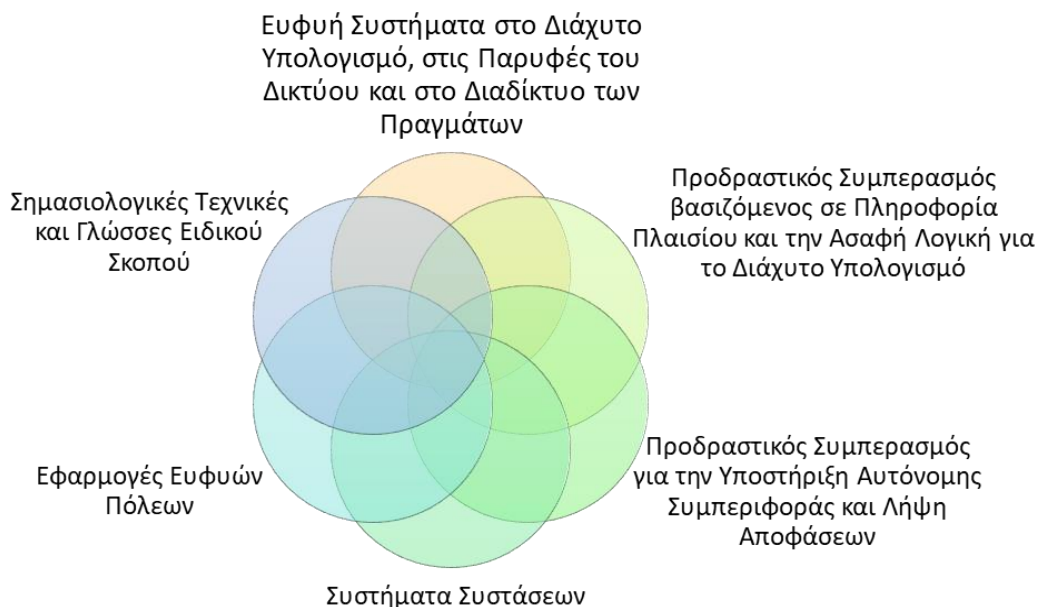 Ευφυή Συστήματα στο Διάχυτο
Υπολογισμό, στις Παρυφές του
Δικτύου και στο Διαδίκτυο των
Πραγμάτων
Προδραστικός Συμπερασμός
βασιζόμενος σε Πληροφορία
Πλαισίου και την Ασαφή Λογική για
το Διάχυτο Υπολογισμό
Προδραστικός Συμπερασμός
για την Υποστήριξη Αυτόνομης
Συμπεριφοράς και Λήψη
Αποφάσεων
Συστήματα Συστάσεων
Εφαρμογές Ευφυών
Πόλεων
Σημασιολογικές Τεχνικές
και Γλώσσες Ειδικού
Σκοπού